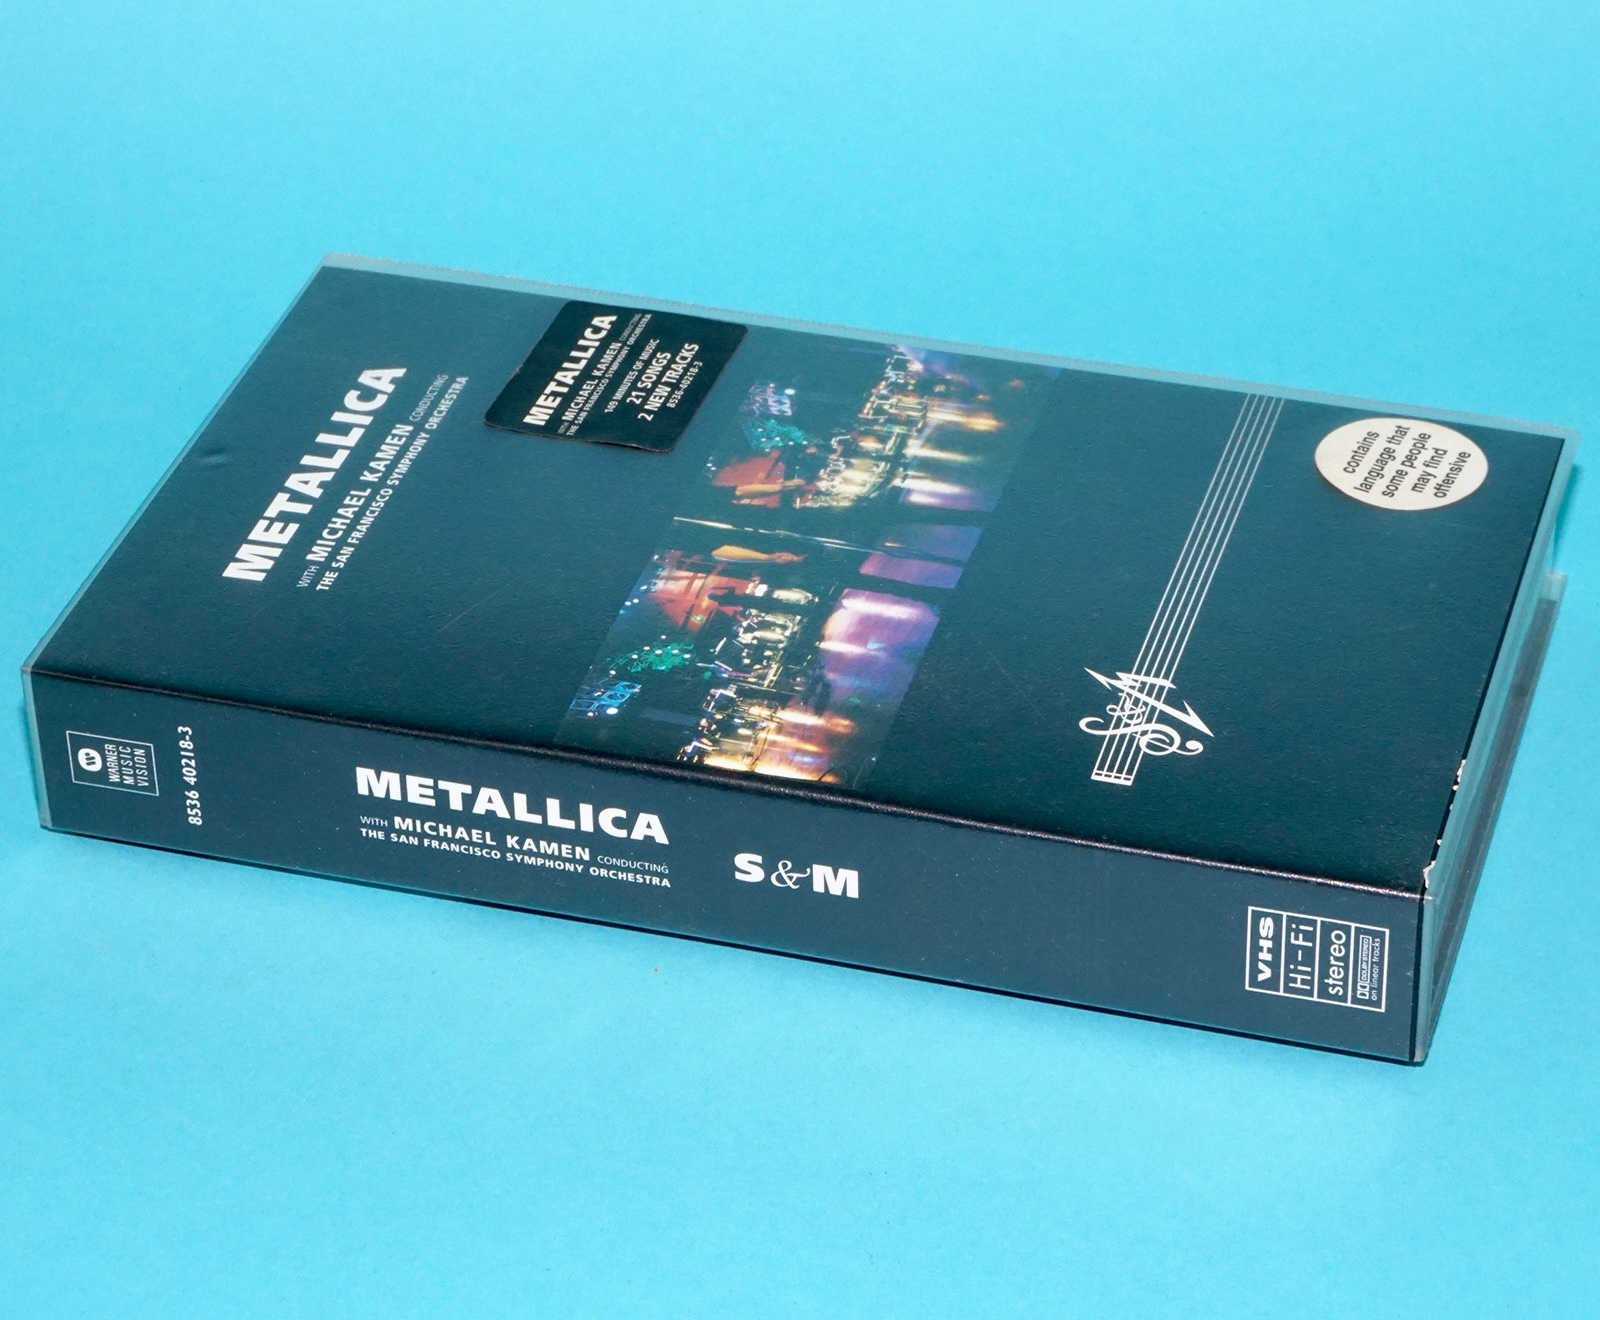 METALLICA
WITH MICHAEL KAMEN CONDUCTING
THE SAN FRANCISCO SYMPHONY ORCHESTRA
METALLICA
WITH MICHAEL KAMEN CONDUCTING
THE SAN FRANCISCO SYMPHONY ORCHESTRA
149 MINUTES OF MUSIC
21 SONGS
2 NEW TRACKS
8536-40218-3
contains
language that
some people
may find
offensive
S&M
WARNER
MUSIC
VISION
8536 40218-3
METALLICA
WITH MICHAEL KAMEN CONDUCTING
THE SAN FRANCISCO SYMPHONY ORCHESTRA
S&M
VHS
Hi-Fi
stereo
DOLBY STEREO
on linear tracks